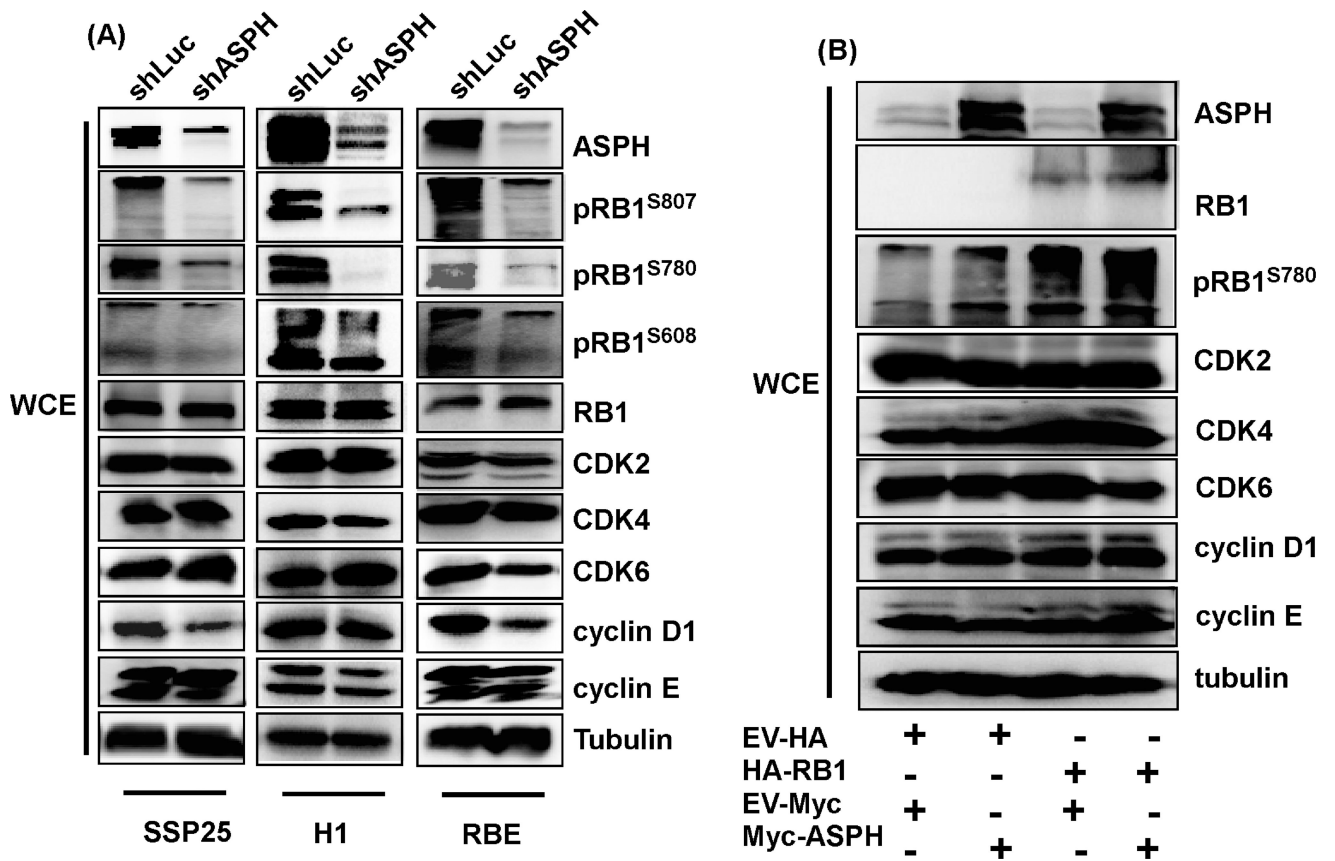 (A)
shLuc shASPH shLuc shASPH shLuc shASPH
ASPH
pRB1S807
pRB1S780
pRB1S608
WCE
RB1
CDK2
CDK4
CDK6
cyclin D1
cyclin E
Tubulin
SSP25 H1 RBE
(B)
ASPH
RB1
pRB1S780
WCE
CDK2
CDK4
CDK6
cyclin D1
cyclin E
tubulin
EV-HA + + - -
HA-RB1 - - + +
EV-Myc + - + -
Myc-ASPH - + - +